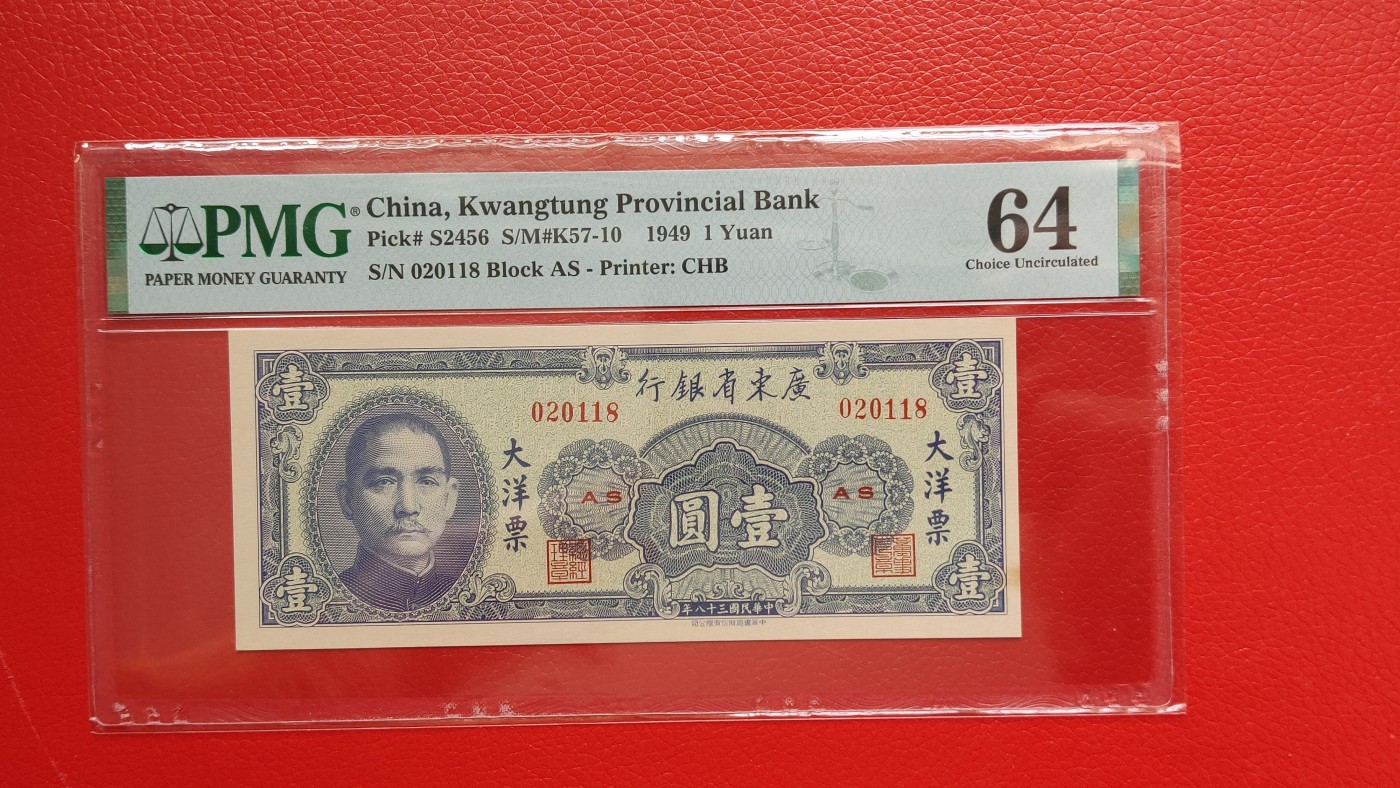 PMG®
PAPER MONEY GUARANTY
China, Kwangtung Provincial Bank
Pick# S2456 S/M#K57-10 1949 1 Yuan
S/N 020118 Block AS - Printer: CHB
64
Choice Uncirculated
行銀省東廣
020118
020118
壹
壹
大洋票
大洋票
AS
AS
圓壹
壹
壹
年八十三國民華中